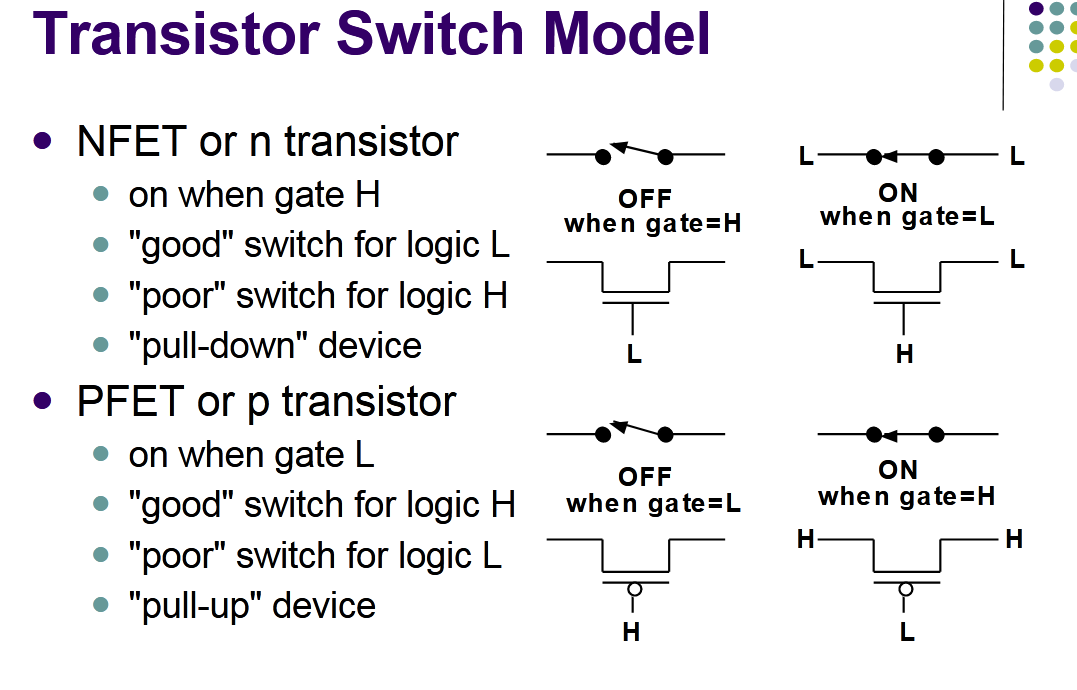 Transistor Switch Model
NFET or n transistor
on when gate H
"good" switch for logic L
"poor" switch for logic H
"pull-down" device
PFET or p transistor
on when gate L
"good" switch for logic H
"poor" switch for logic L
"pull-up" device
OFF
when gate=H
L
L L
ON
when gate=L
L L
H
OFF
when gate=L
H
ON
when gate=H
H H
L